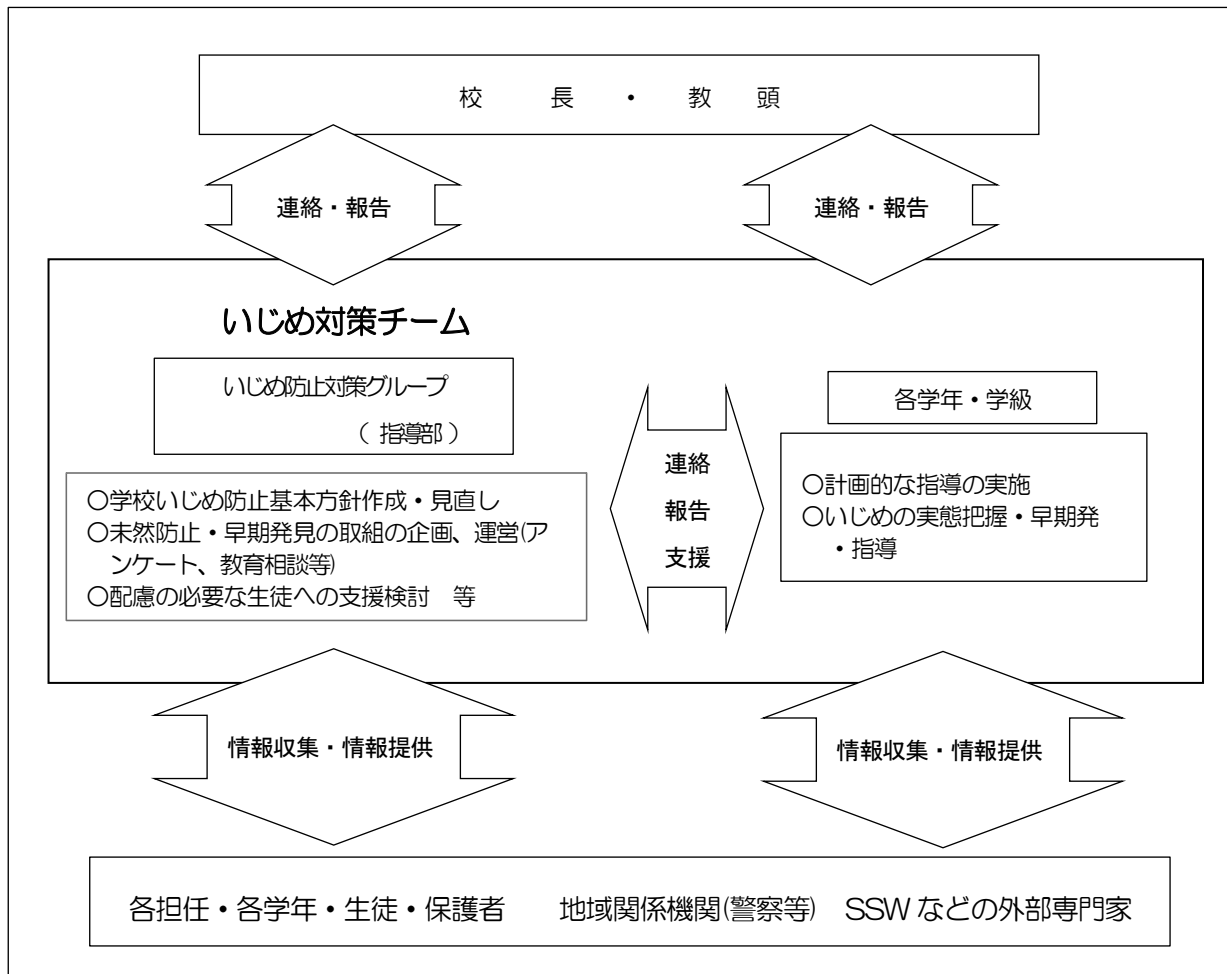 校　長　・　教　頭
連絡・報告
連絡・報告
いじめ対策チーム
いじめ防止対策グループ
（ 指導部 ）
〇学校いじめ防止基本方針作成・見直し
〇未然防止・早期発見の取組の企画、運営(ア
ンケート、教育相談等)
〇配慮の必要な生徒への支援検討　等
連絡
報告
支援
各学年・学級
〇計画的な指導の実施
〇いじめの実態把握・早期発
・指導
情報収集・情報提供
情報収集・情報提供
各担任・各学年・生徒・保護者　地域関係機関(警察等)　SSW などの外部専門家